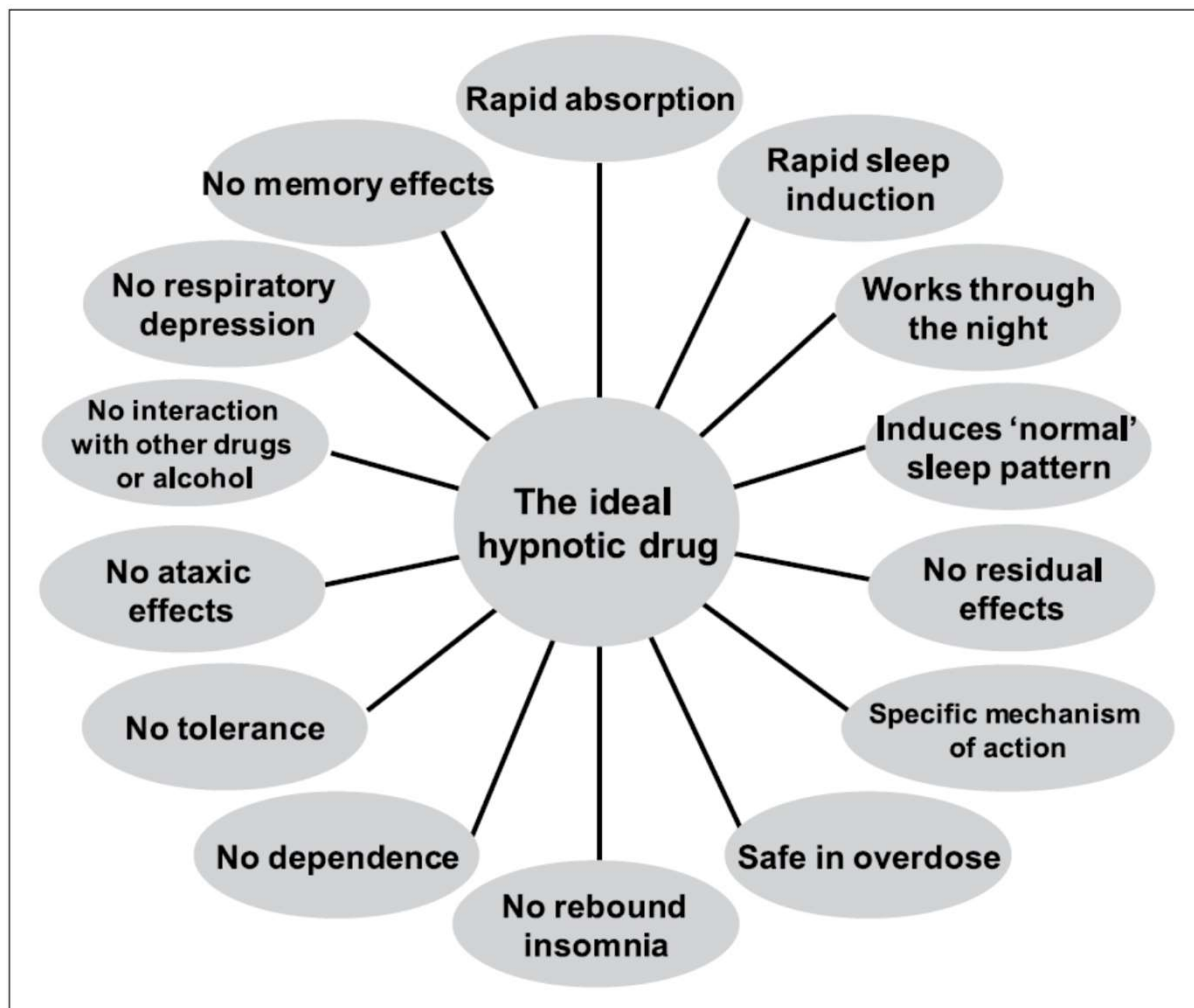 Rapid absorption
Rapid sleep
induction
Works through
the night
Induces ‘normal’
sleep pattern
No residual
effects
Specific mechanism
of action
Safe in overdose
No rebound
insomnia
No dependence
No tolerance
No ataxic
effects
No interaction
with other drugs
or alcohol
No respiratory
depression
No memory effects
The ideal
hypnotic drug